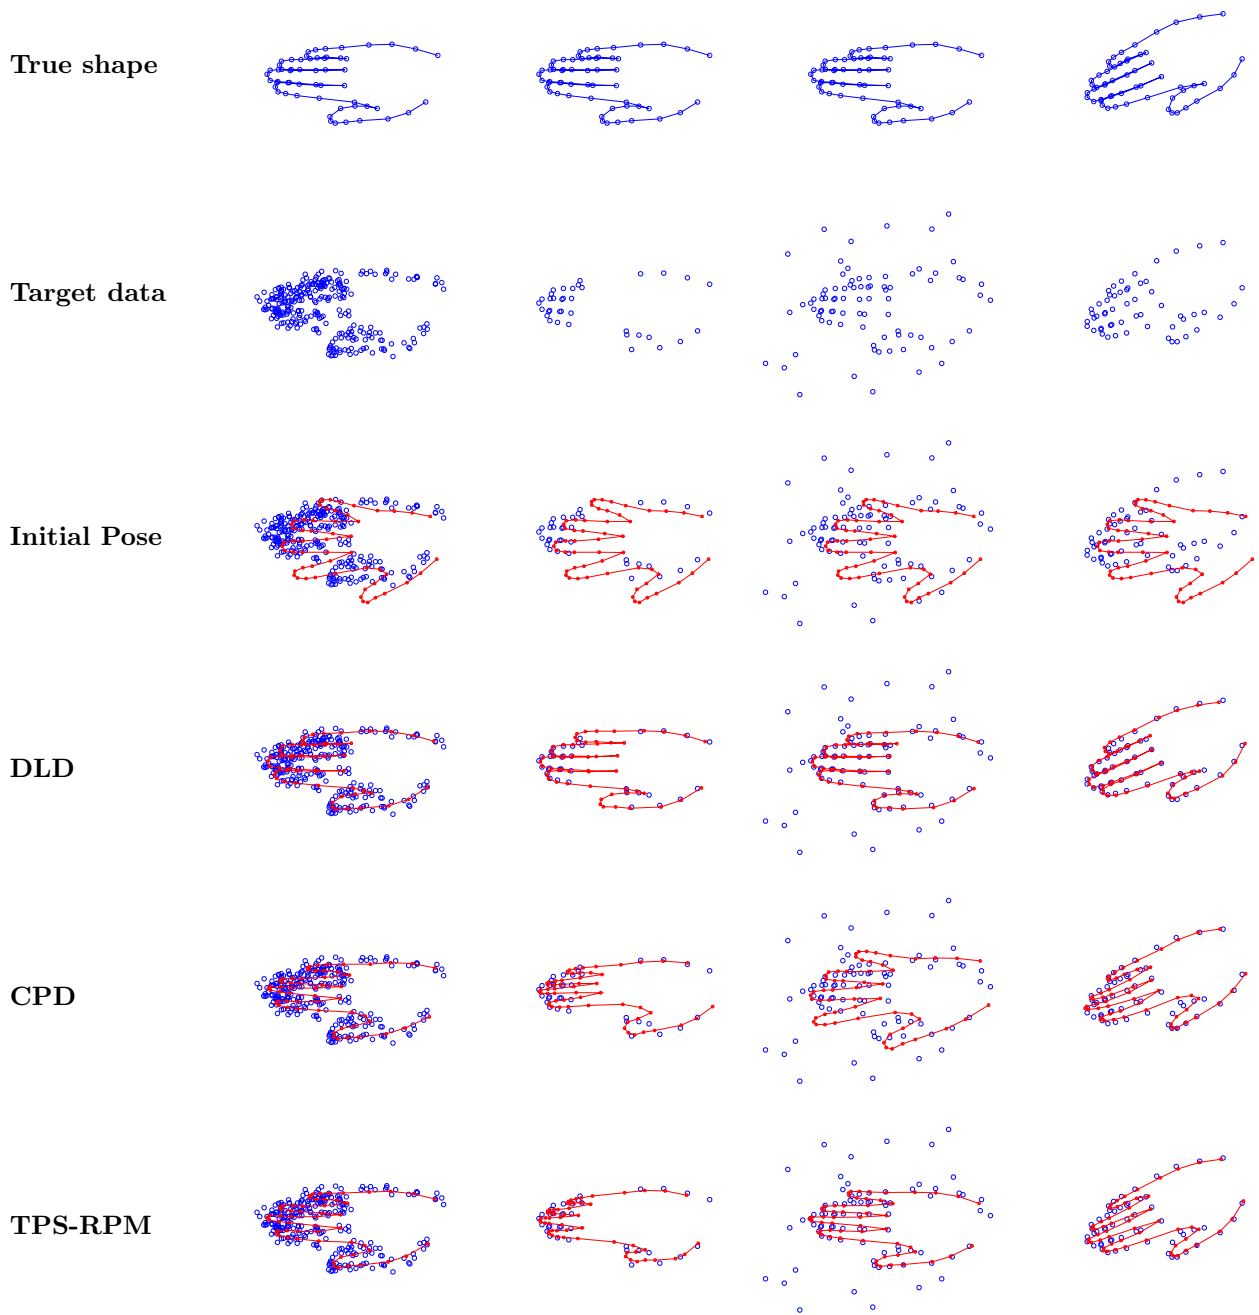 True shape
Target data
Initial Pose
DLD
CPD
TPS-RPM